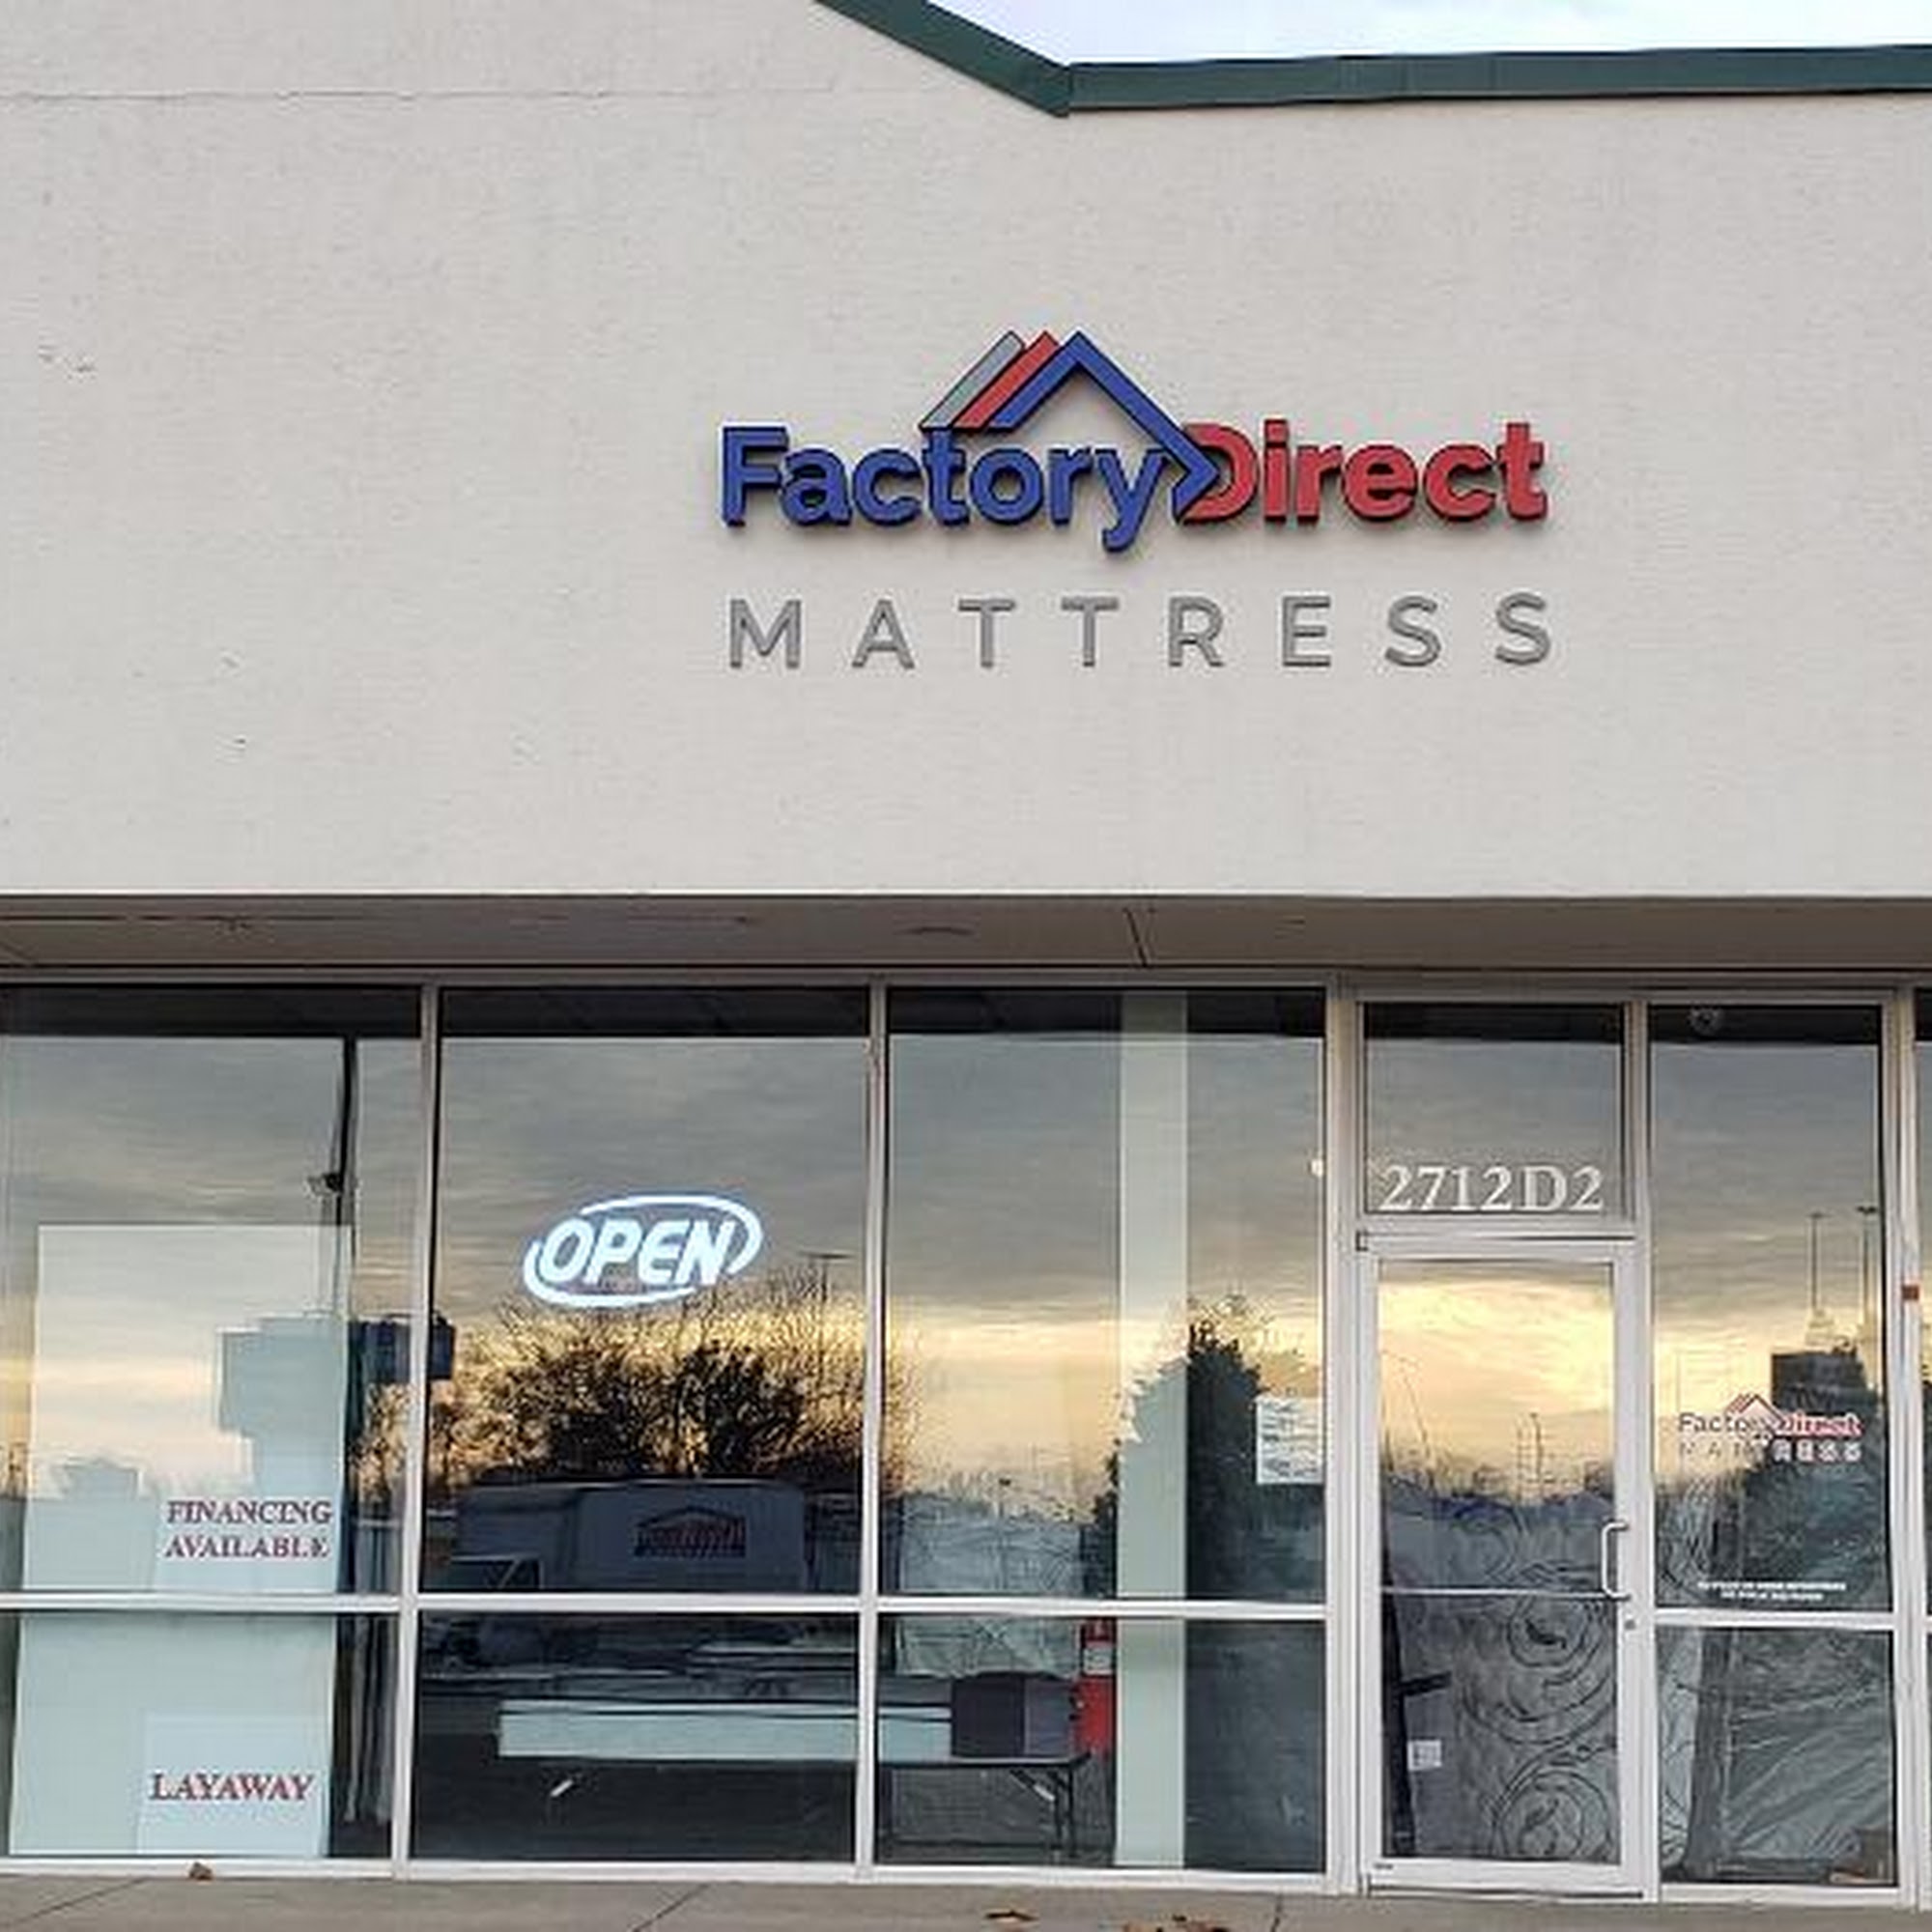 FactoryDirect
MATTRESS
OPEN
2712D2
FactoryDirect
MATTRESS
FINANCING
AVAILABLE
LAYAWAY